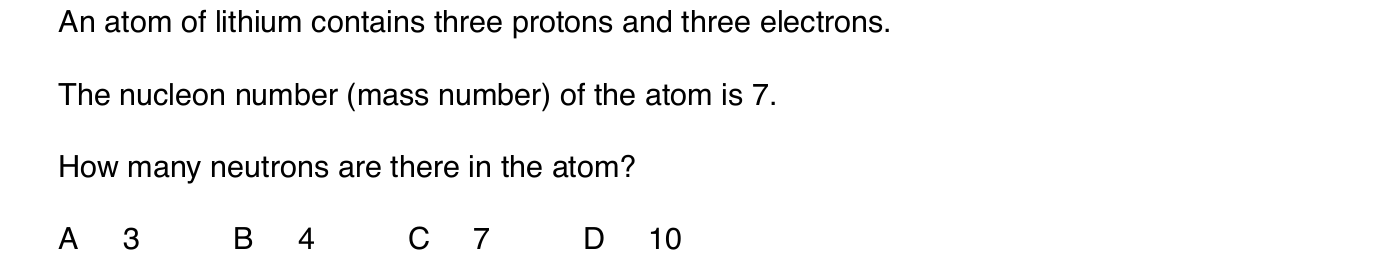 An atom of lithium contains three protons and three electrons.
The nucleon number (mass number) of the atom is 7.
How many neutrons are there in the atom?
A 3 B 4 C 7 D 10